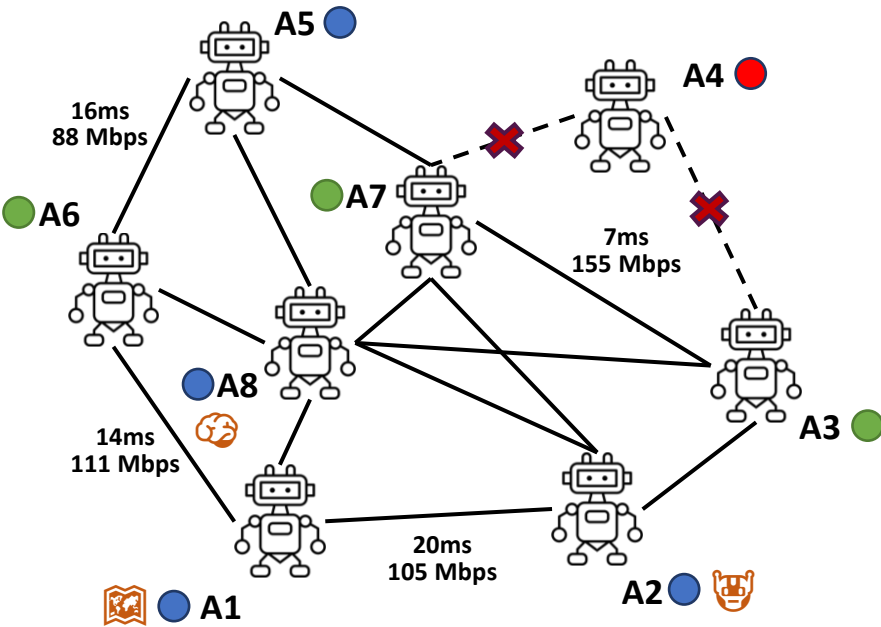 A5
A4
16ms
88 Mbps
A6
A7
7ms
155 Mbps
A8
A3
14ms
111 Mbps
20ms
105 Mbps
A1
A2